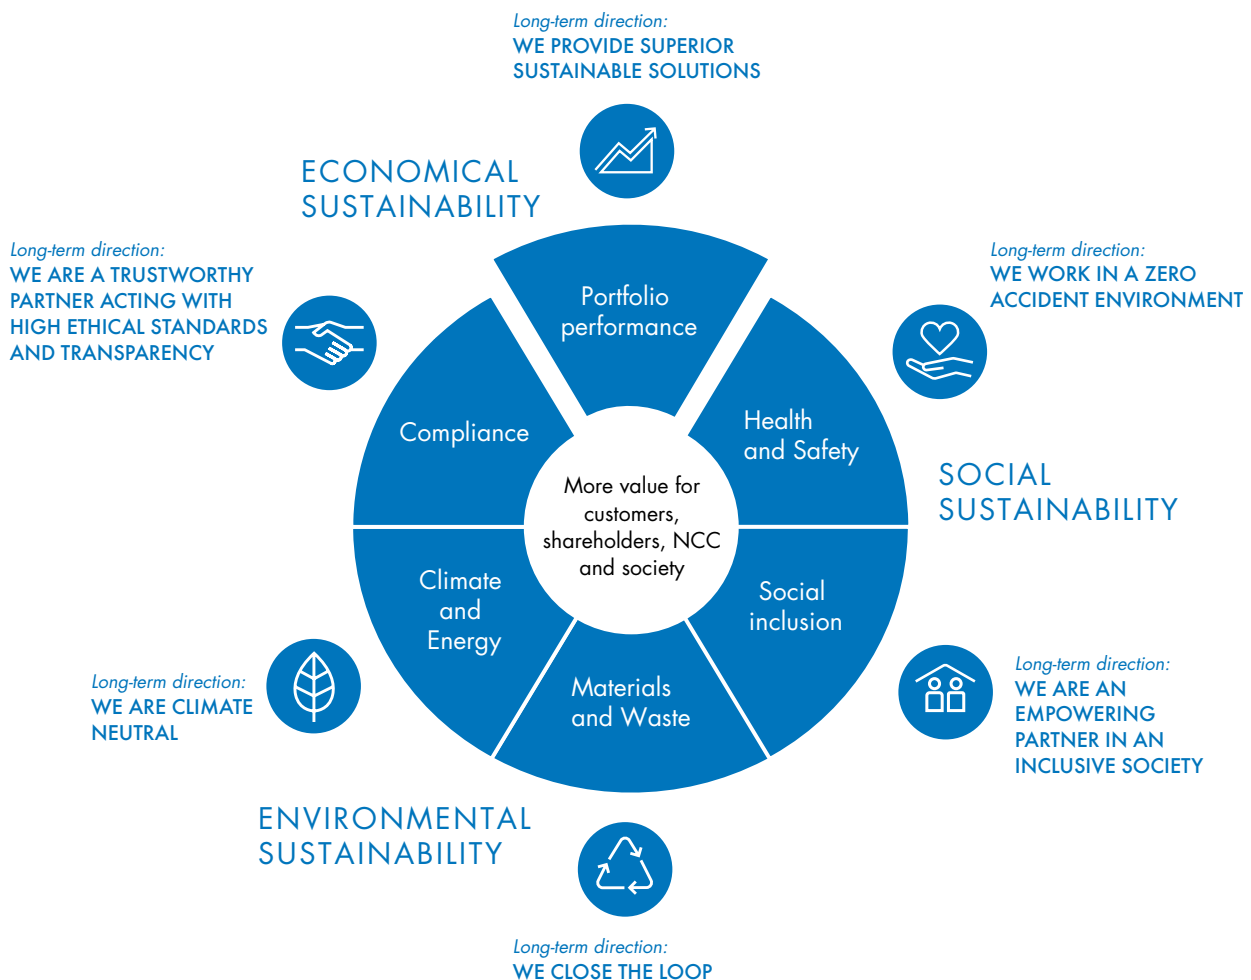 Long-term direction:
WE PROVIDE SUPERIOR
SUSTAINABLE SOLUTIONS
ECONOMICAL
SUSTAINABILITY
Long-term direction:
WE ARE A TRUSTWORTHY
PARTNER ACTING WITH
HIGH ETHICAL STANDARDS
AND TRANSPARENCY
Long-term direction:
WE WORK IN A ZERO
ACCIDENT ENVIRONMENT
Portfolio
performance
Compliance
Health
and Safety
SOCIAL
SUSTAINABILITY
More value for
customers,
shareholders, NCC
and society
Climate
and
Energy
Social
inclusion
Materials
and Waste
Long-term direction:
WE ARE CLIMATE
NEUTRAL
Long-term direction:
WE ARE AN
EMPOWERING
PARTNER IN AN
INCLUSIVE SOCIETY
ENVIRONMENTAL
SUSTAINABILITY
Long-term direction:
WE CLOSE THE LOOP